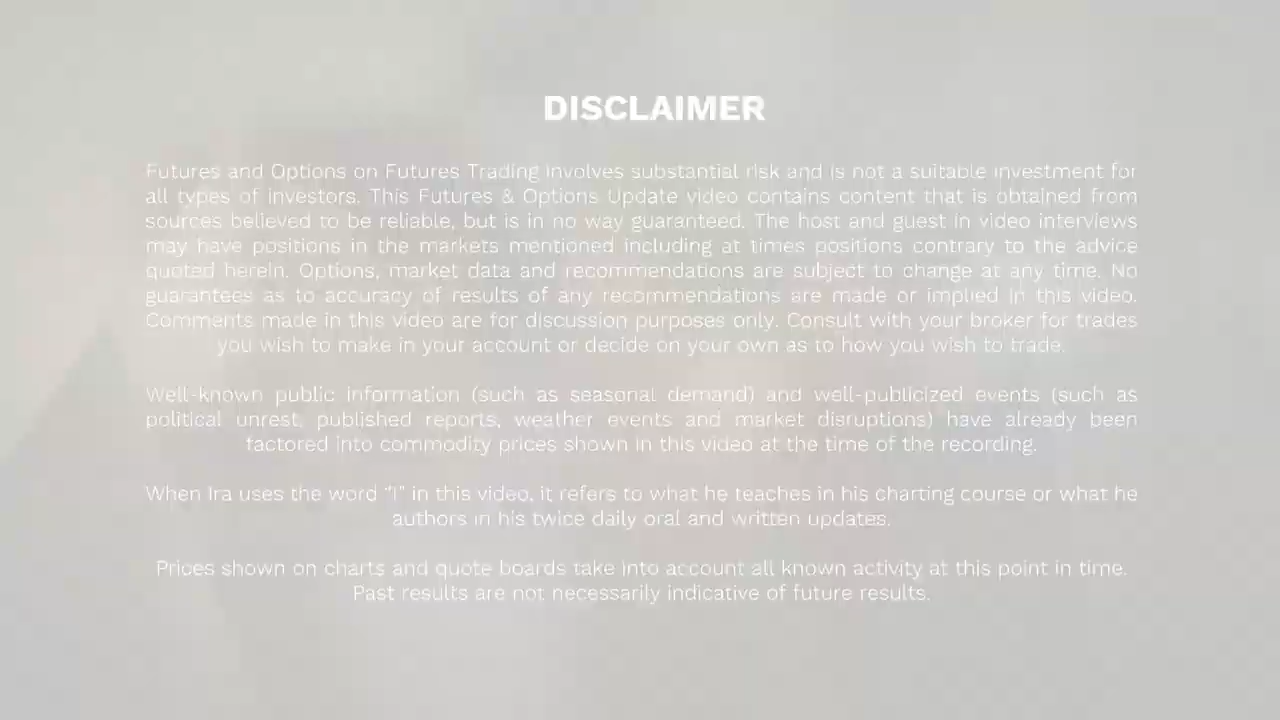 DISCLAIMER
Futures and Options on Futures Trading involves substantial risk and is not a suitable investment for
all types of investors. This Futures & Options Update video contains content that is obtained from
sources believed to be reliable, but is in no way guaranteed. The host and guest in video interviews
may have positions in the markets mentioned including at times positions contrary to the advice
quoted herein. Options, market data and recommendations are subject to change at any time. No
guarantees as to accuracy of results of any recommendations are made or implied in this video.
Comments made in this video are for discussion purposes only. Consult with your broker for trades
you wish to make in your account or decide on your own as to how you wish to trade.
Well-known public information (such as seasonal demand) and well-publicized events (such as
political unrest, published reports, weather events and market disruptions) have already been
factored into commodity prices shown in this video at the time of the recording.
When Ira uses the word "I" in this video, it refers to what he teaches in his charting course or what he
authors in his twice daily oral and written updates.
Prices shown on charts and quote boards take into account all known activity at this point in time.
Past results are not necessarily indicative of future results.